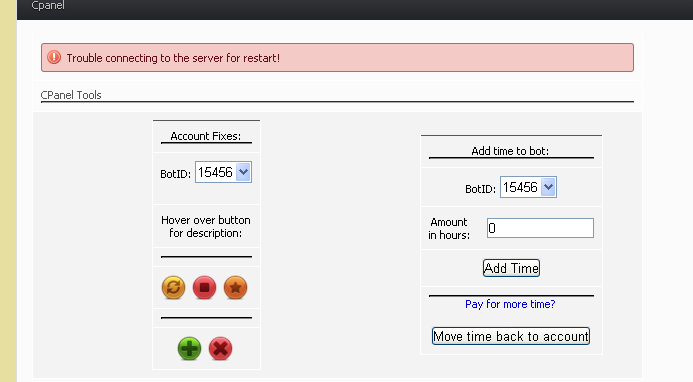 Cpanel
Trouble connecting to the server for restart!
CPanel Tools
Account Fixes:
BotID: 15456
Hover over button
for description:
Add time to bot:
BotID: 15456
Amount
in hours: 0
Add Time
Pay for more time?
Move time back to account